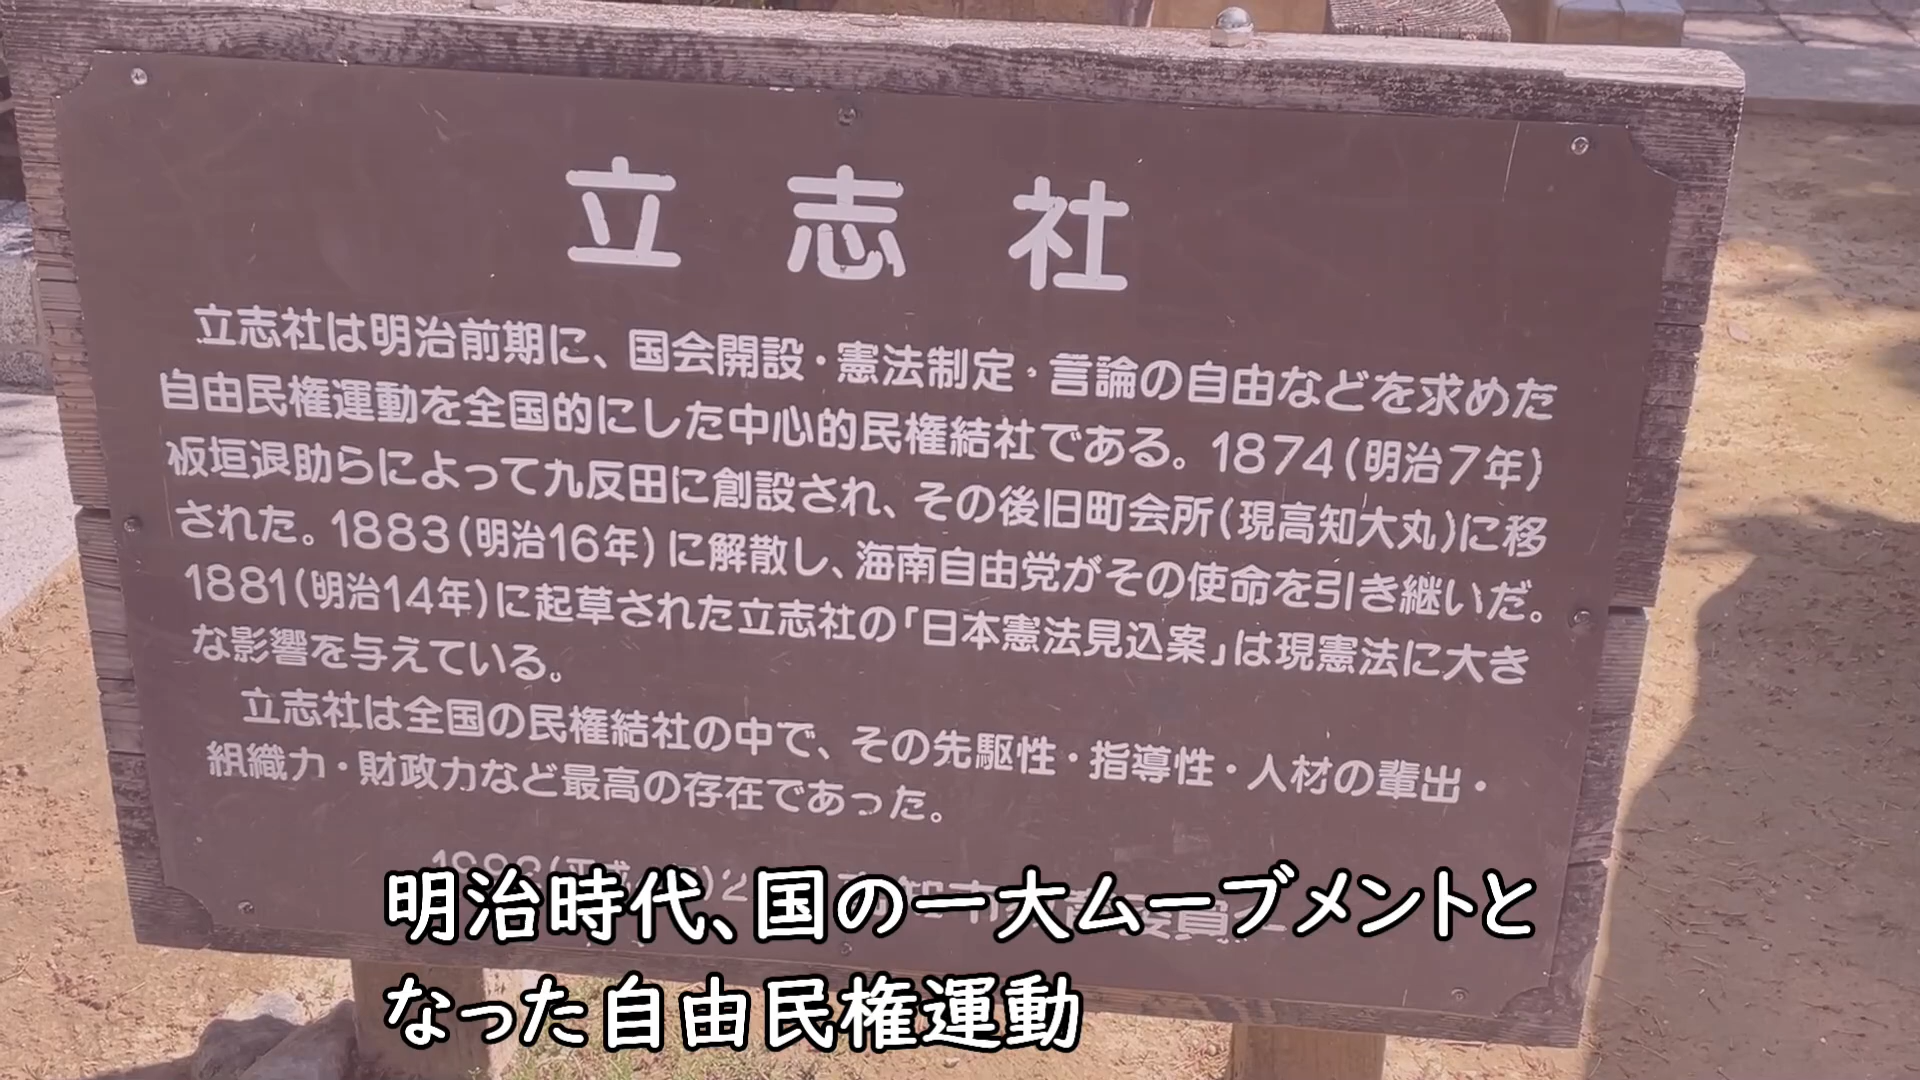 立志社
立志社は明治前期に、国会開設・憲法制定・言論の自由などを求めた
自由民権運動を全国的にした中心的民権結社である。1874(明治7年)
板垣退助らによって九反田に創設され、その後旧町会所(現高知大丸)に移
された。1883(明治16年)に解散し、海南自由党がその使命を引き継いだ。
1881(明治14年)に起草された立志社の「日本憲法見込案」は現憲法に大き
な影響を与えている。
立志社は全国の民権結社の中で、その先駆性・指導性・人材の輩出・
組織力・財政力など最高の存在であった。
明治時代、国の一大ムーブメントと
なった自由民権運動